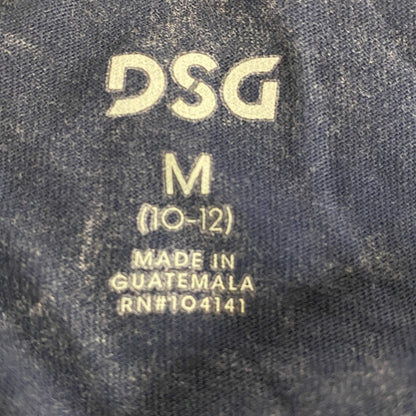 DSG
M
(10-12)
MADE IN
GUATEMALA
RN#104141